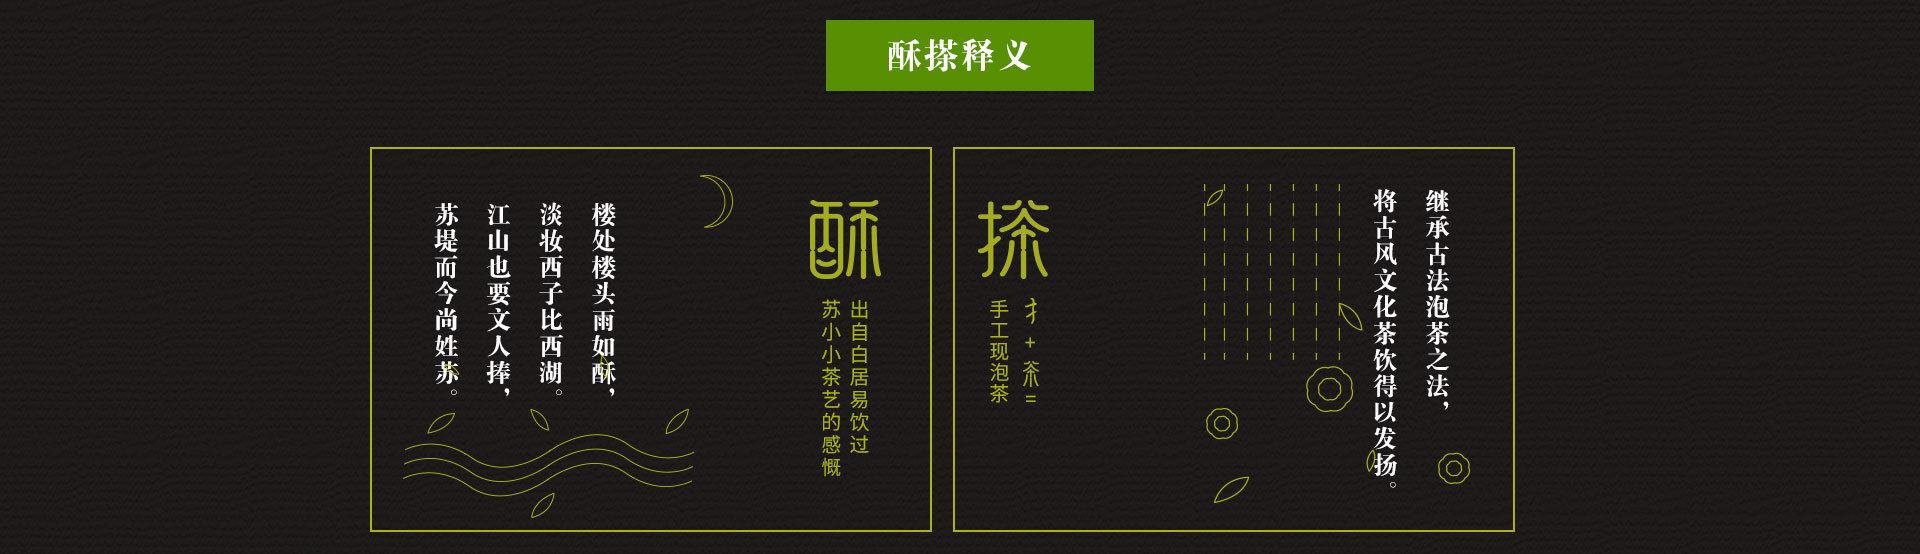 酥搽释义
酥
出自白居易饮过
苏小小茶艺的感慨
楼处楼头雨如酥，
淡妆西子比西湖。
江山也要文人捧，
苏堤而今尚姓苏。
搽
扌+茶=
手工现泡茶
继承古法泡茶之法，
将古风文化茶饮得以发扬。